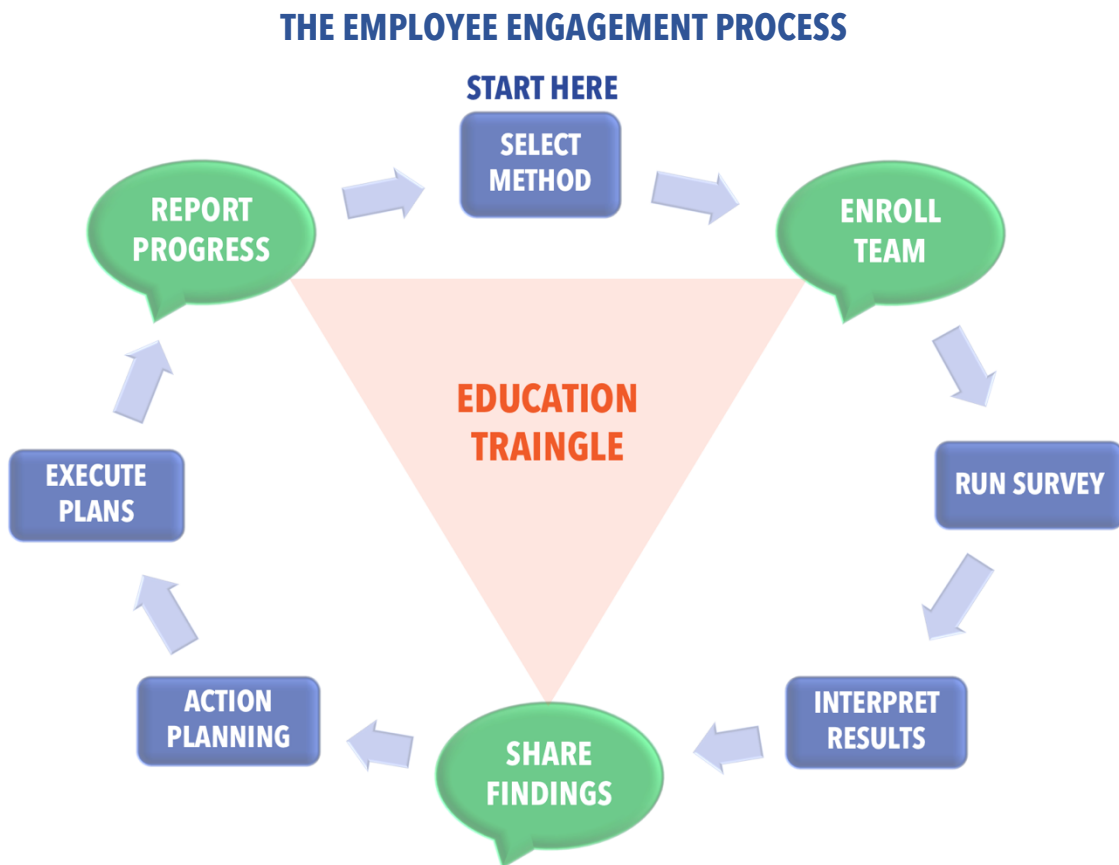 THE EMPLOYEE ENGAGEMENT PROCESS
START HERE
SELECT
METHOD
ENROLL
TEAM
RUN SURVEY
INTERPRET
RESULTS
SHARE
FINDINGS
ACTION
PLANNING
EXECUTE
PLANS
REPORT
PROGRESS
EDUCATION
TRAINGLE